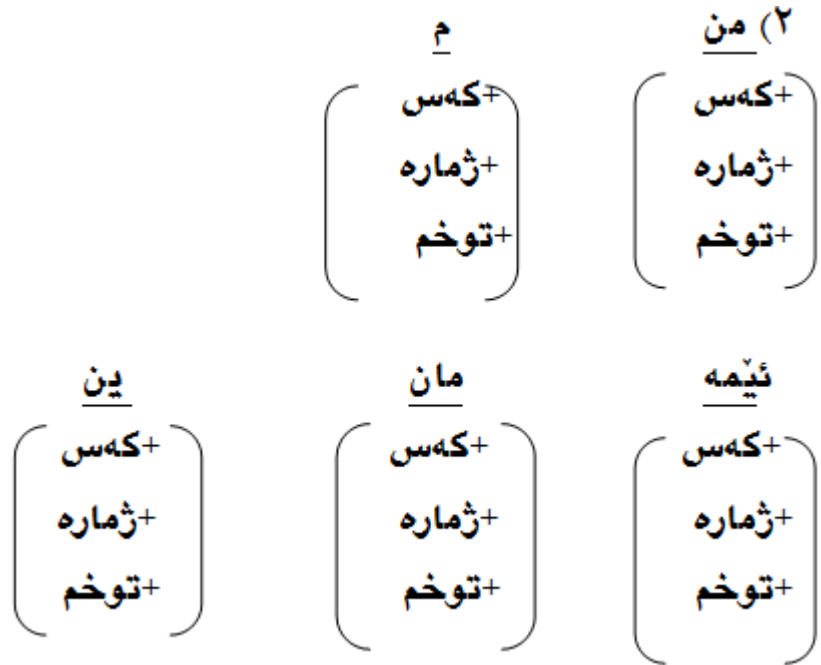 ٢) من م
+كەس +كەس
+ژمارە +ژمارە
+توخم +توخم
ئێمە مان ین
+كەس +كەس +كەس
+ژمارە +ژمارە +ژمارە
+توخم +توخم +توخم